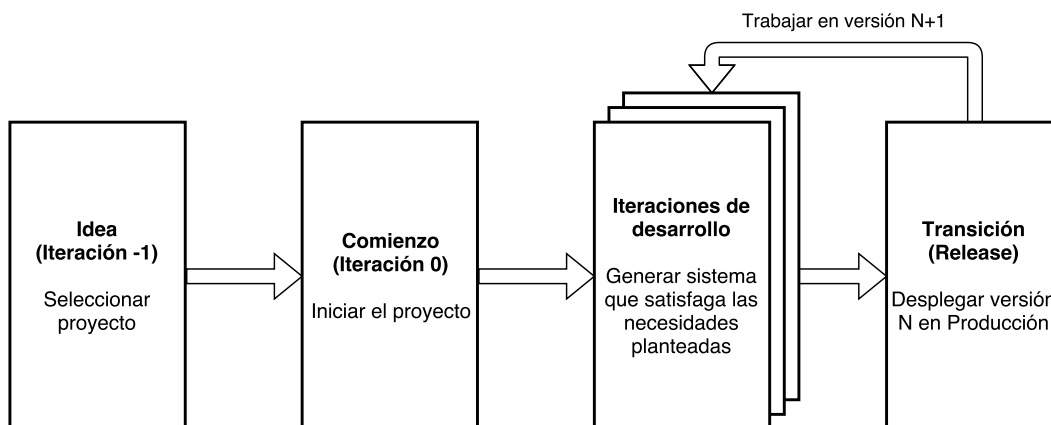 Trabajar en versión N+1
Idea
(Iteración -1)
Seleccionar
proyecto
Comienzo
(Iteración 0)
Iniciar el proyecto
Iteraciones de
desarrollo
Generar sistema
que satisfaga las
necesidades
planteadas
Transición
(Release)
Desplegar versión
N en Producción